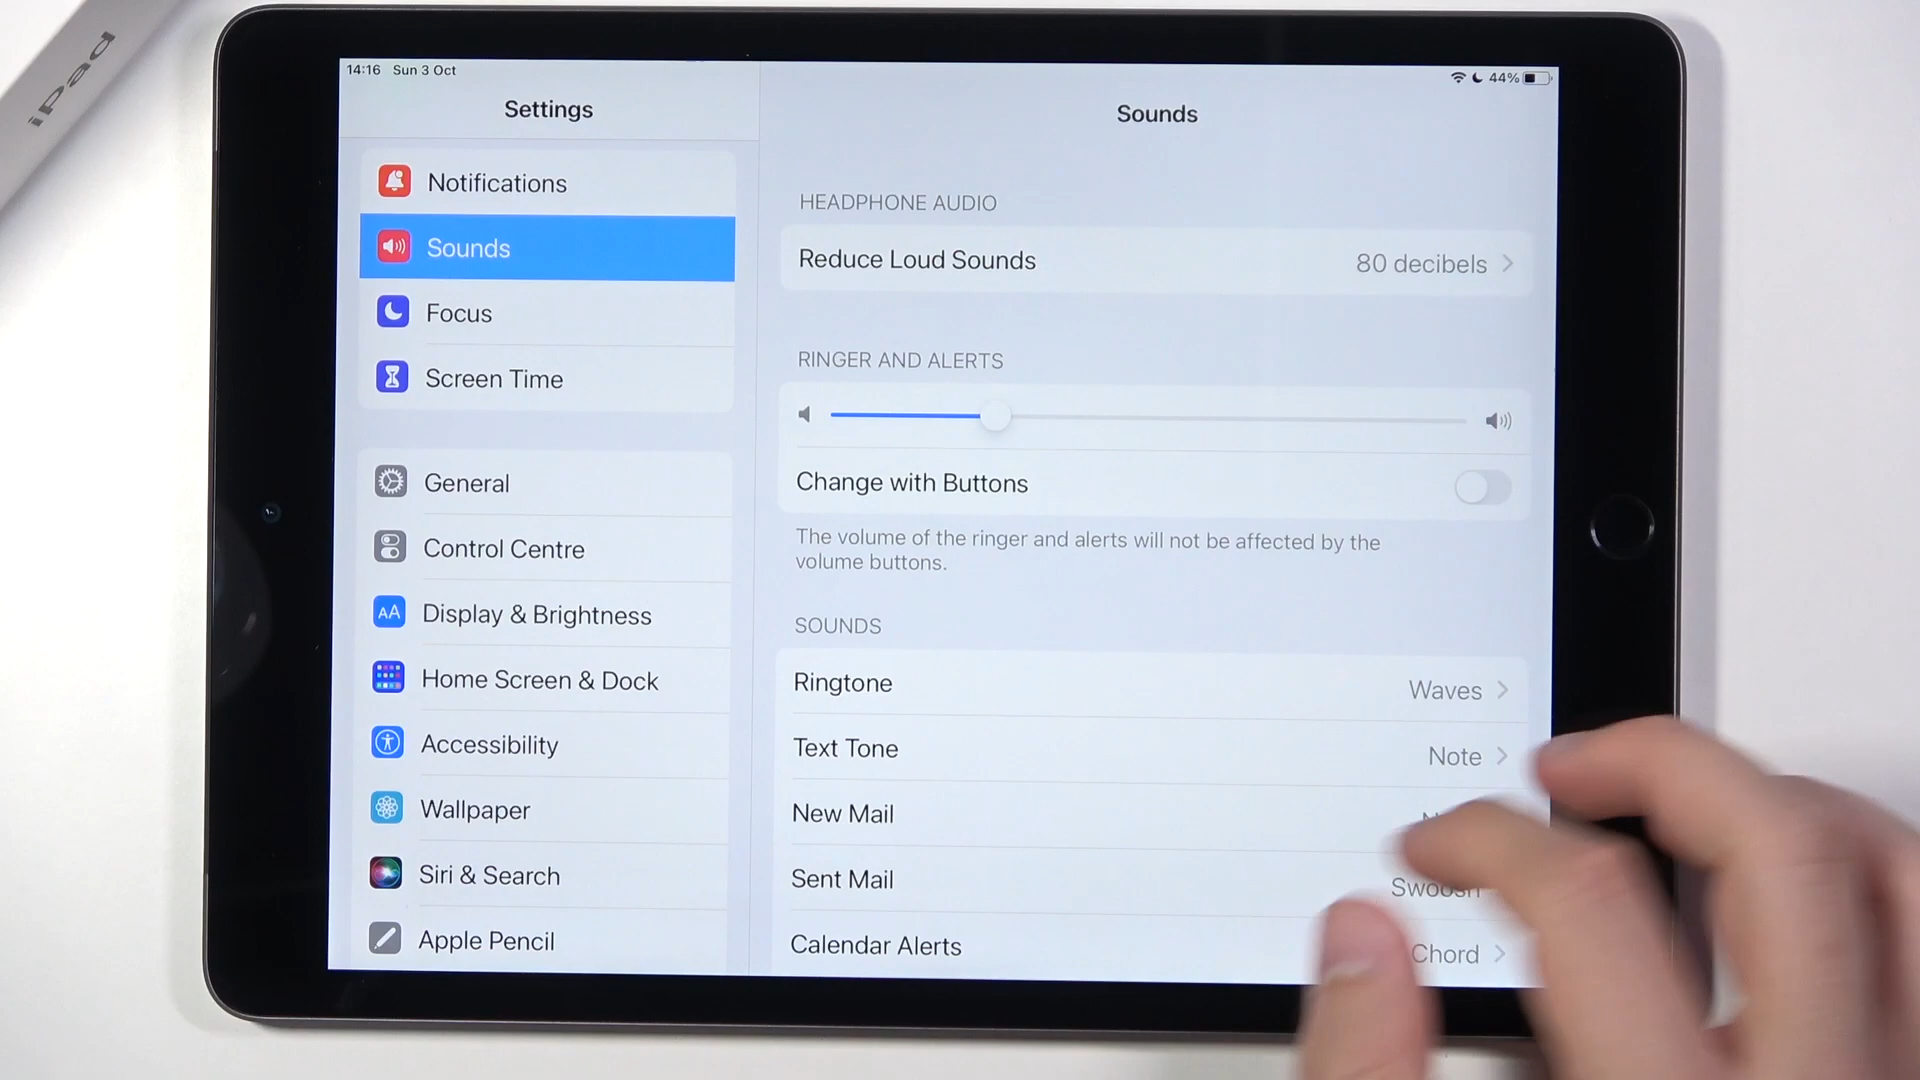 iPad
14:16 Sun 3 Oct
44%
Settings
Sounds
Notifications
Sounds
Focus
Screen Time
General
Control Centre
AA Display & Brightness
Home Screen & Dock
Accessibility
Wallpaper
Siri & Search
Apple Pencil
HEADPHONE AUDIO
Reduce Loud Sounds 80 decibels
RINGER AND ALERTS
Change with Buttons
The volume of the ringer and alerts will not be affected by the
volume buttons.
SOUNDS
Ringtone Waves
Text Tone Note
New Mail
Sent Mail Swoosh
Calendar Alerts Chord